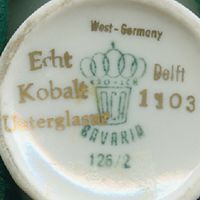 West-Germany
Echt
Delft
Kobalt
1103
Unterglasur
BAVARIA
126/2